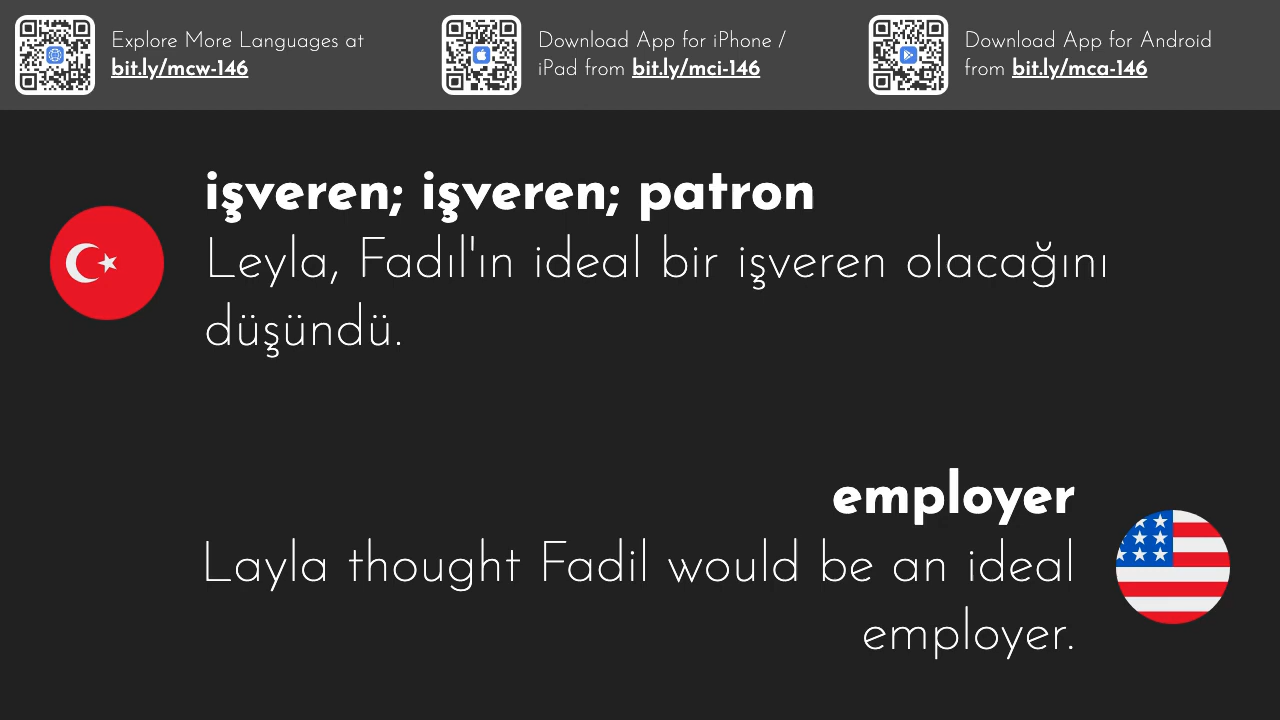 Explore More Languages at
bit.ly/mcw-146
Download App for iPhone /
iPad from bit.ly/mci-146
Download App for Android
from bit.ly/mca-146
işveren; işveren; patron
Leyla, Fadıl'ın ideal bir işveren olacağını
düşündü.
employer
Layla thought Fadil would be an ideal
employer.